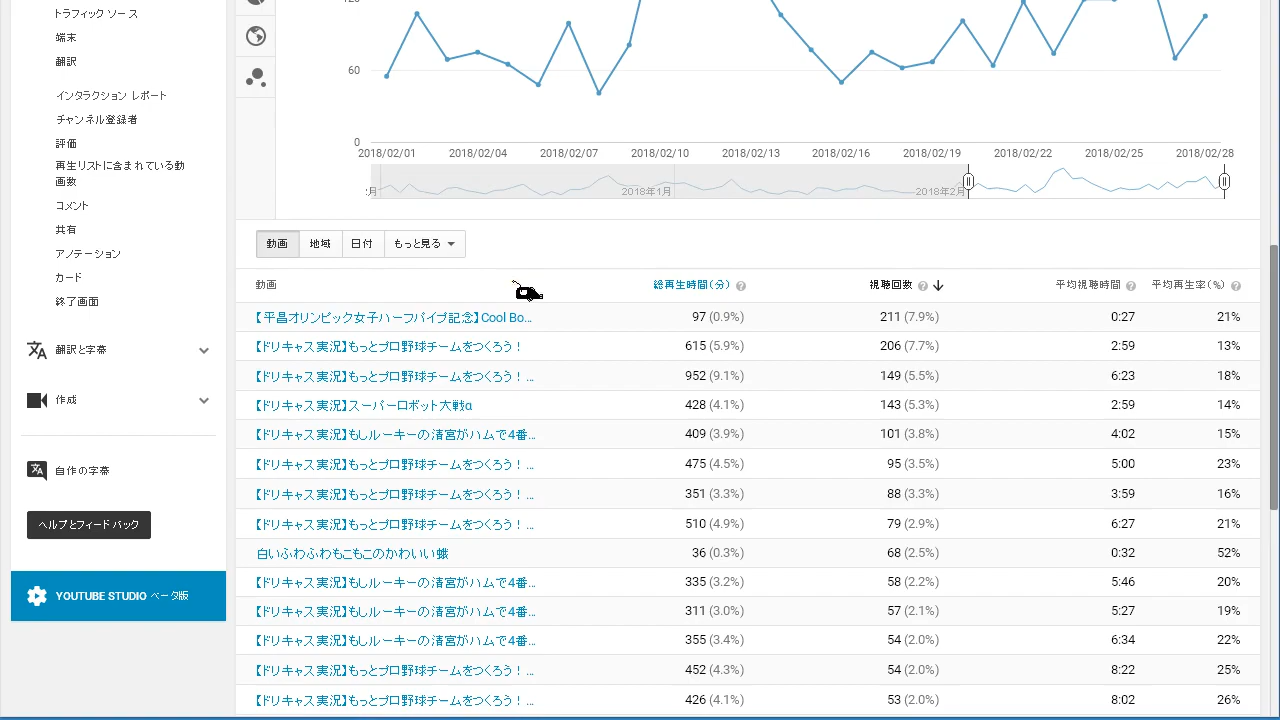 トラフィック ソース
端末
翻訳
インタラクション レポート
チャンネル登録者
評価
再生リストに含まれている動
画数
コメント
共有
アノテーション
カード
終了画面
翻訳と字幕
作成
自作の字幕
ヘルプとフィードバック
YOUTUBE STUDIO ベータ版
60
0
2018/02/01 2018/02/04 2018/02/07 2018/02/10 2018/02/13 2018/02/16 2018/02/19 2018/02/22 2018/02/25 2018/02/28
月 2018年1月 2018年2月
動画 地域 日付 もっと見る
動画 総再生時間(分) 視聴回数 平均視聴時間 平均再生率(%)
【平昌オリンピック女子ハーフパイプ記念】Cool Bo... 97 (0.9%) 211 (7.9%) 0:27 21%
【ドリキャス実況】もっとプロ野球チームをつくろう! 615 (5.9%) 206 (7.7%) 2:59 13%
【ドリキャス実況】もっとプロ野球チームをつくろう! ... 952 (9.1%) 149 (5.5%) 6:23 18%
【ドリキャス実況】スーパーロボット大戦α 428 (4.1%) 143 (5.3%) 2:59 14%
【ドリキャス実況】もしルーキーの清宮がハムで4番... 409 (3.9%) 101 (3.8%) 4:02 15%
【ドリキャス実況】もっとプロ野球チームをつくろう! ... 475 (4.5%) 95 (3.5%) 5:00 23%
【ドリキャス実況】もっとプロ野球チームをつくろう! ... 351 (3.3%) 88 (3.3%) 3:59 16%
【ドリキャス実況】もっとプロ野球チームをつくろう! ... 510 (4.9%) 79 (2.9%) 6:27 21%
白いふわふわもこもこのかわいい蛾 36 (0.3%) 68 (2.5%) 0:32 52%
【ドリキャス実況】もしルーキーの清宮がハムで4番... 335 (3.2%) 58 (2.2%) 5:46 20%
【ドリキャス実況】もしルーキーの清宮がハムで4番... 311 (3.0%) 57 (2.1%) 5:27 19%
【ドリキャス実況】もしルーキーの清宮がハムで4番... 355 (3.4%) 54 (2.0%) 6:34 22%
【ドリキャス実況】もっとプロ野球チームをつくろう! ... 452 (4.3%) 54 (2.0%) 8:22 25%
【ドリキャス実況】もっとプロ野球チームをつくろう! ... 426 (4.1%) 53 (2.0%) 8:02 26%